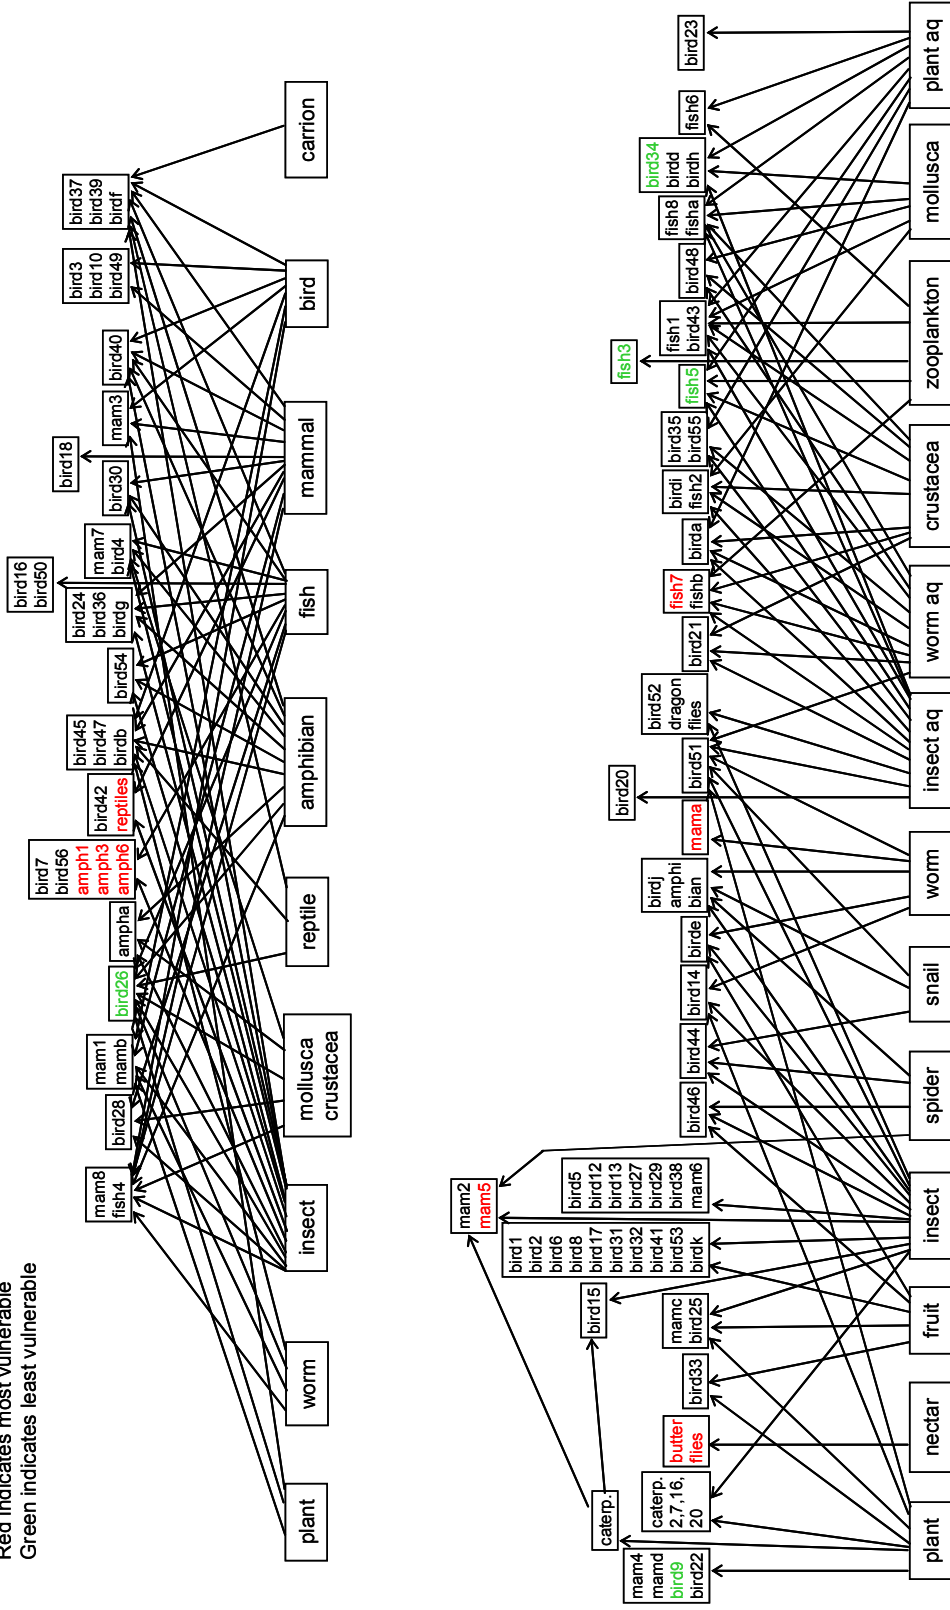 Red indicates most vulnerable
Green indicates least vulnerable
mam8
fish4
bird28
mam1
mamb
bird26
ampha
bird7
bird56
amph1
amph3
amph6
bird42
reptiles
bird45
bird47
birdb
bird54
bird24
bird36
birdg
bird16
bird50
mam7
bird4
bird30
bird18
mam3
bird40
bird3
bird10
bird49
bird37
bird39
birdf
plant
worm
insect
mollusca
crustacea
reptile
amphibian
fish
mammal
bird
carrion
mam4
mamd
bird9
bird22
caterp.
caterp.
2,7,16,
20
butter
flies
bird33
mamc
bird25
bird15
bird1
bird2
bird6
bird8
bird17
bird31
bird32
bird41
bird53
birdk
mam2
mam5
bird5
bird12
bird13
bird27
bird29
bird38
mam6
bird46
bird44
bird14
birde
birdj
amphi
bian
mama
bird20
bird51
bird52
dragon
flies
bird21
fish7
fishb
birda
birdi
fish2
bird35
bird55
fish5
fish3
fish1
bird43
bird48
fish8
fisha
bird34
birdd
birdh
fish6
bird23
plant
nectar
fruit
insect
spider
snail
worm
insect aq
worm aq
crustacea
zooplankton
mollusca
plant aq